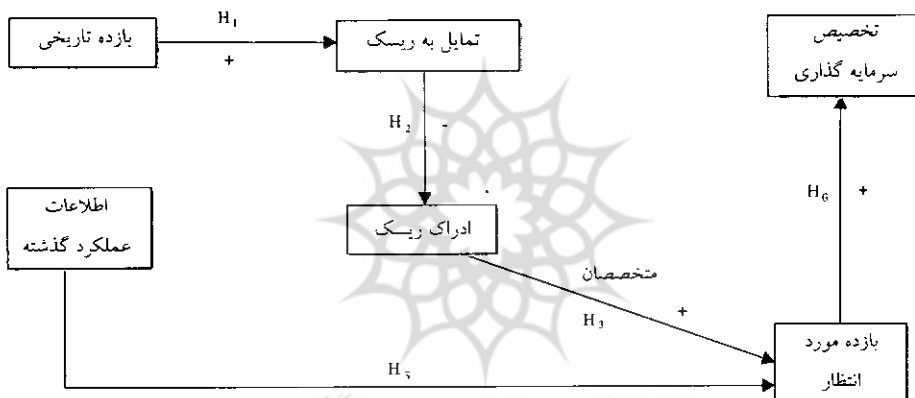 بازده تاریخی
H₁
+
تمایل به ریسک
تخصیص
سرمایه گذاری
H₂
-
H₆
+
اطلاعات
عملکرد گذشته
ادراک ریسک
متخصصان
H₃
+
بازده مورد
انتظار